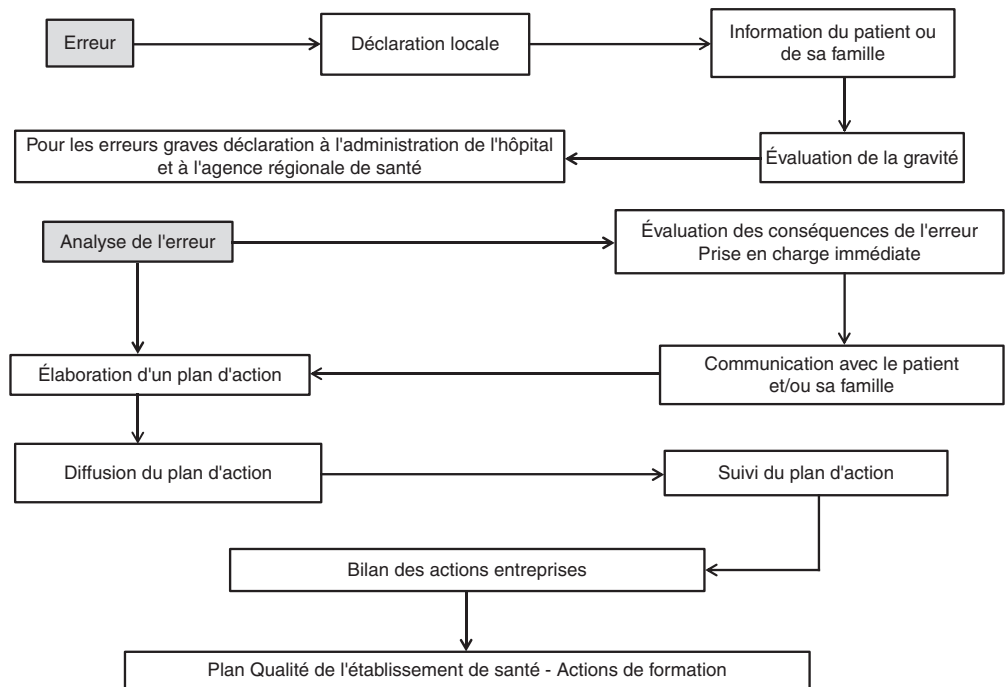 Erreur
Déclaration locale
Information du patient ou
de sa famille
Pour les erreurs graves déclaration à l'administration de l'hôpital
et à l'agence régionale de santé
Évaluation de la gravité
Analyse de l'erreur
Évaluation des conséquences de l'erreur
Prise en charge immédiate
Élaboration d'un plan d'action
Communication avec le patient
et/ou sa famille
Diffusion du plan d'action
Suivi du plan d'action
Bilan des actions entreprises
Plan Qualité de l'établissement de santé - Actions de formation